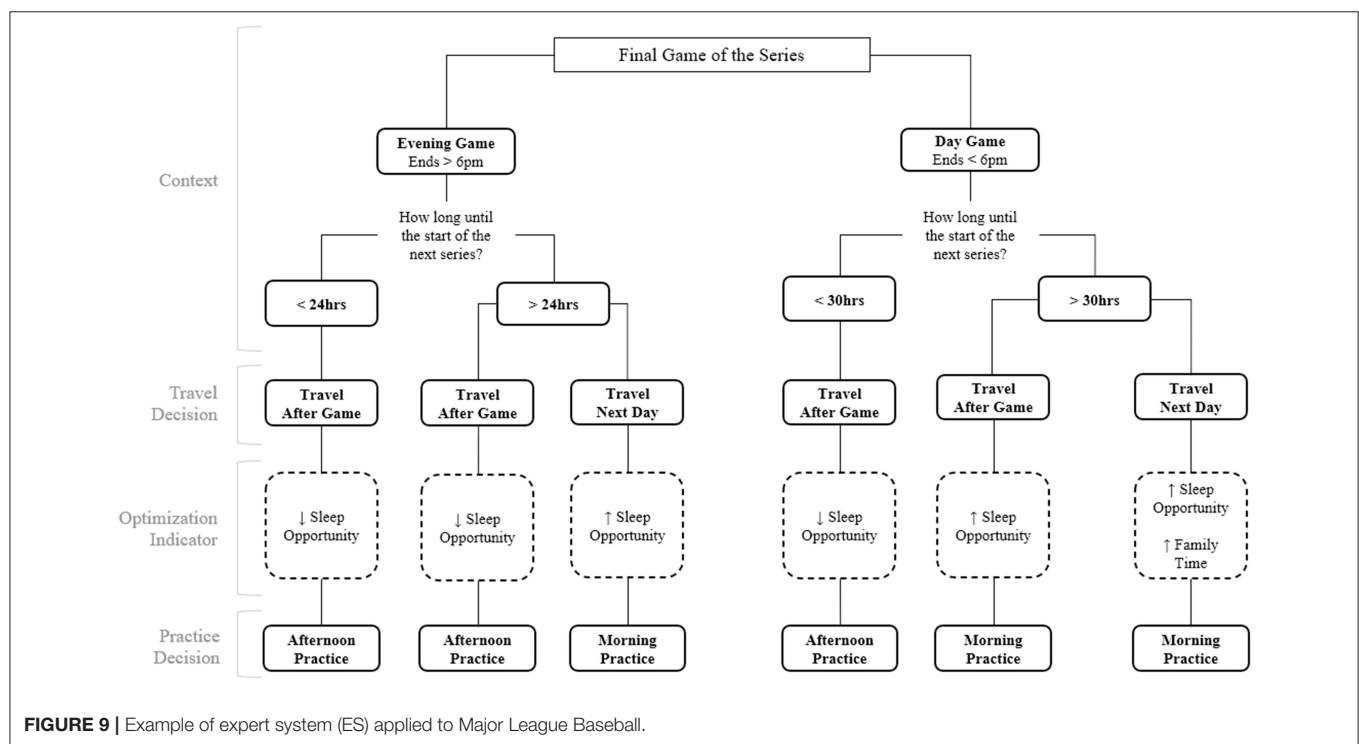 Final Game of the Series
Evening Game
Ends > 6pm
Day Game
Ends < 6pm
Context
How long until
the start of the
next series?
How long until
the start of the
next series?
< 24hrs
> 24hrs
< 30hrs
> 30hrs
Travel
Decision
Travel
After Game
Travel
After Game
Travel
Next Day
Travel
After Game
Travel
After Game
Travel
Next Day
Optimization
Indicator
↓ Sleep
Opportunity
↓ Sleep
Opportunity
↑ Sleep
Opportunity
↓ Sleep
Opportunity
↑ Sleep
Opportunity
↑ Sleep
Opportunity
↑ Family
Time
Practice
Decision
Afternoon
Practice
Afternoon
Practice
Morning
Practice
Afternoon
Practice
Morning
Practice
Morning
Practice
FIGURE 9 | Example of expert system (ES) applied to Major League Baseball.